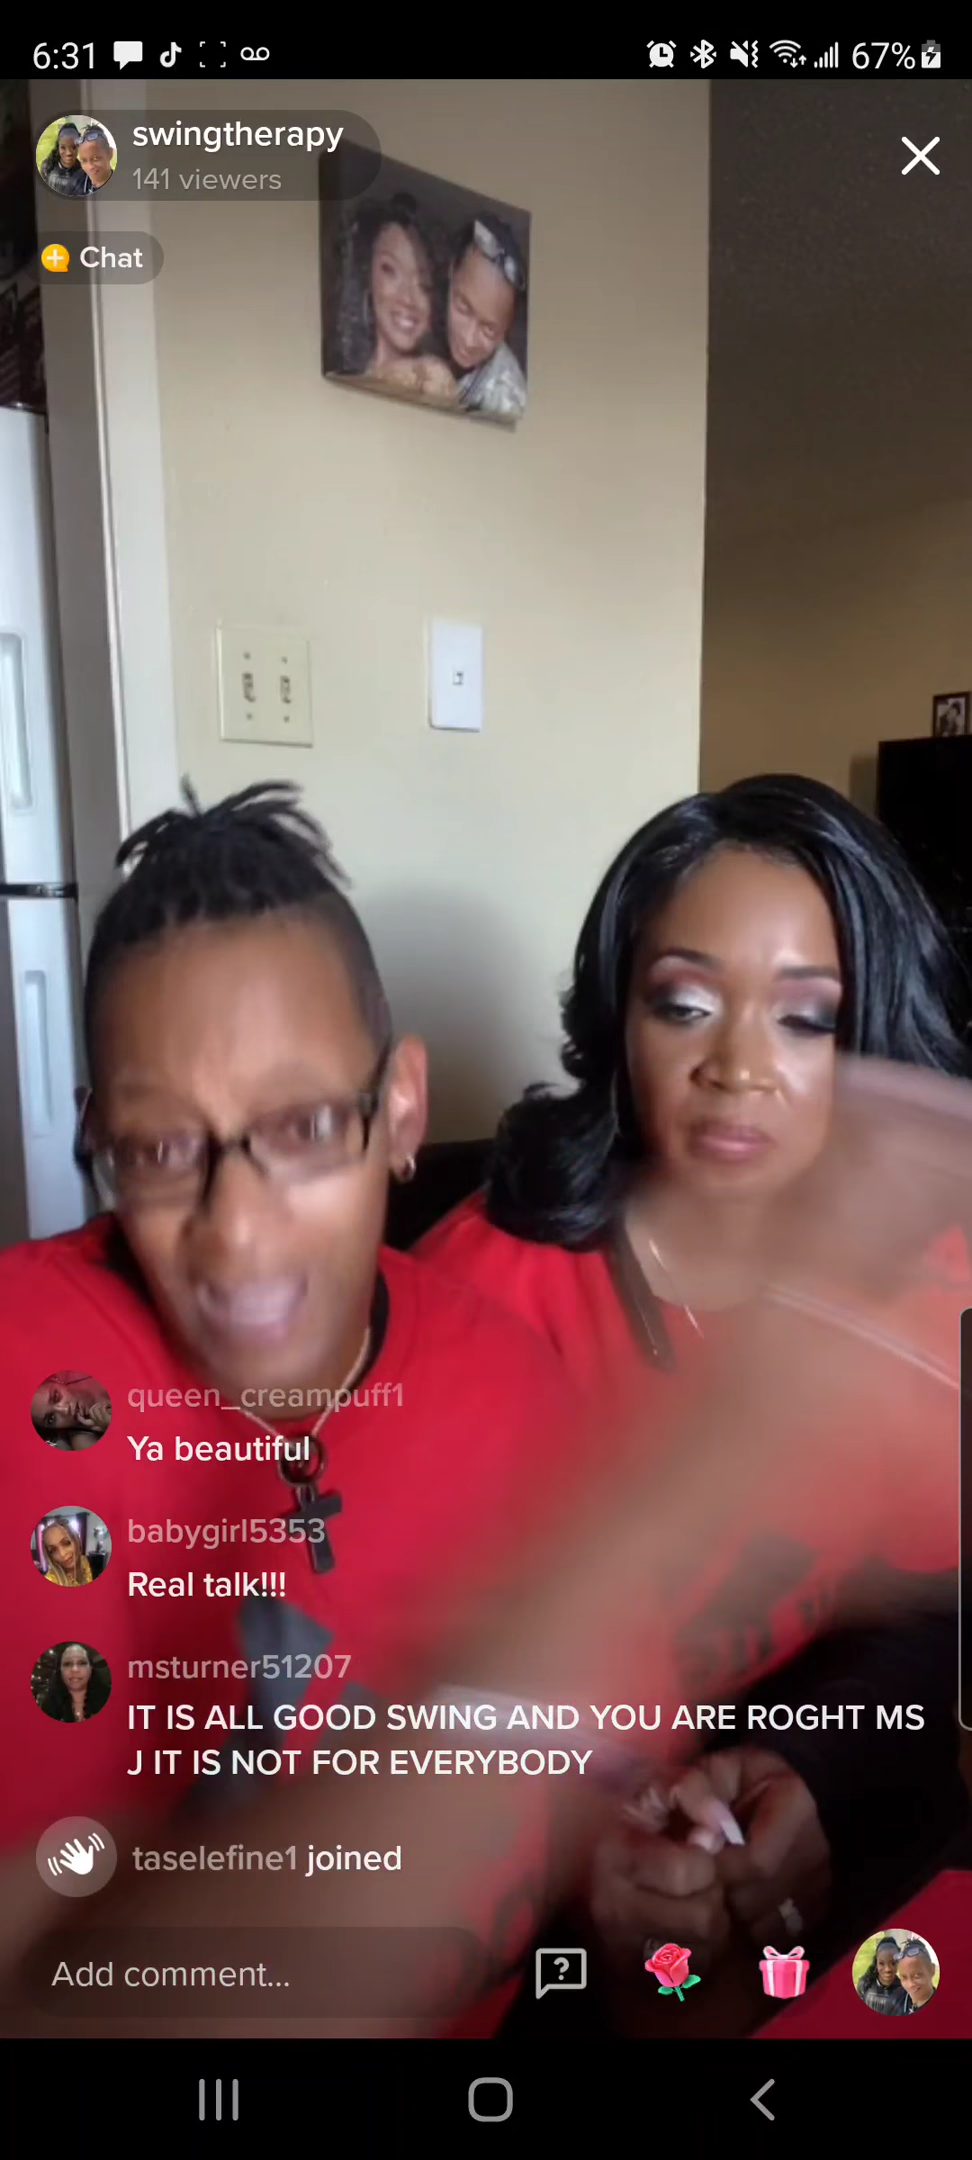 6:31
67%
swingtherapy
141 viewers
Chat
queen_creampuff1
Ya beautiful
babygirl5353
Real talk!!!
msturner51207
IT IS ALL GOOD SWING AND YOU ARE ROGHT MS
J IT IS NOT FOR EVERYBODY
taselefine1 joined
Add comment...